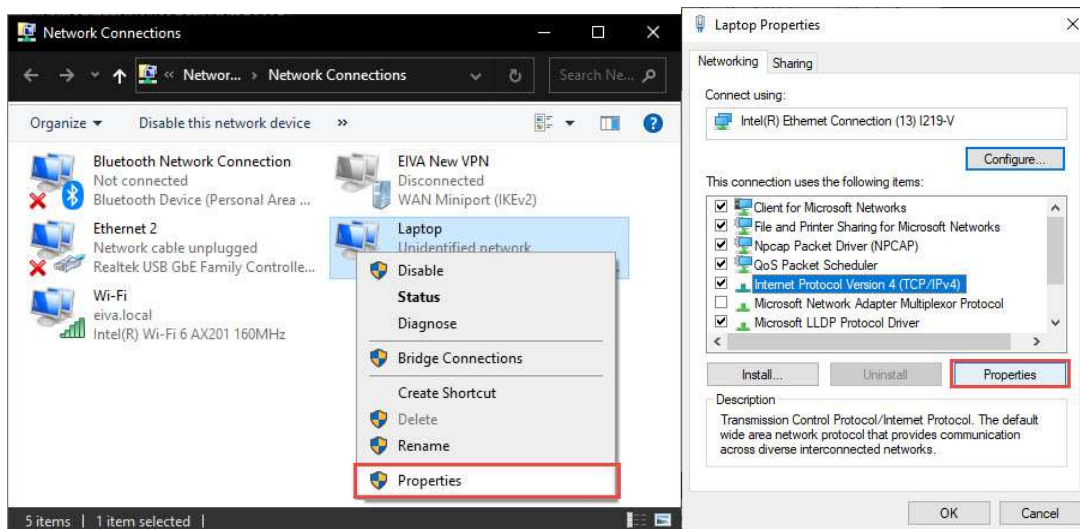 Network Connections
« Networ... > Network Connections
Search Ne...
Organize
Disable this network device
»
Bluetooth Network Connection
Not connected
Bluetooth Device (Personal Area ...
EIVA New VPN
Disconnected
WAN Miniport (IKEv2)
Ethernet 2
Network cable unplugged
Realtek USB GbE Family Controlle...
Laptop
Unidentified network
Wi-Fi
eiva.local
Intel(R) Wi-Fi 6 AX201 160MHz
Disable
Status
Diagnose
Bridge Connections
Create Shortcut
Delete
Rename
Properties
5 items | 1 item selected |
Laptop Properties
Networking Sharing
Connect using:
Intel(R) Ethernet Connection (13) I219-V
Configure...
This connection uses the following items:
Client for Microsoft Networks
File and Printer Sharing for Microsoft Networks
Npcap Packet Driver (NPCAP)
QoS Packet Scheduler
Internet Protocol Version 4 (TCP/IPv4)
Microsoft Network Adapter Multiplexor Protocol
Microsoft LLDP Protocol Driver
Install... Uninstall Properties
Description
Transmission Control Protocol/Internet Protocol. The default
wide area network protocol that provides communication
across diverse interconnected networks.
OK Cancel